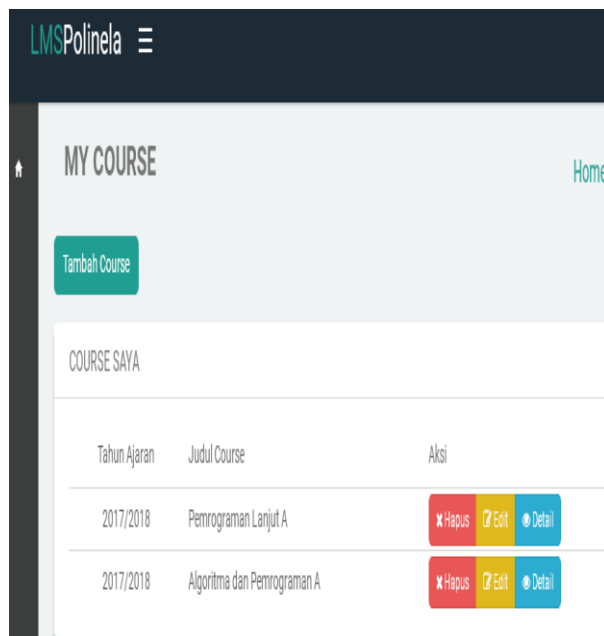 LMSPolinela
MY COURSE
Home
Tambah Course
COURSE SAYA
Tahun Ajaran Judul Course Aksi
2017/2018 Pemrograman Lanjut A Hapus Edit Detail
2017/2018 Algoritma dan Pemrograman A Hapus Edit Detail